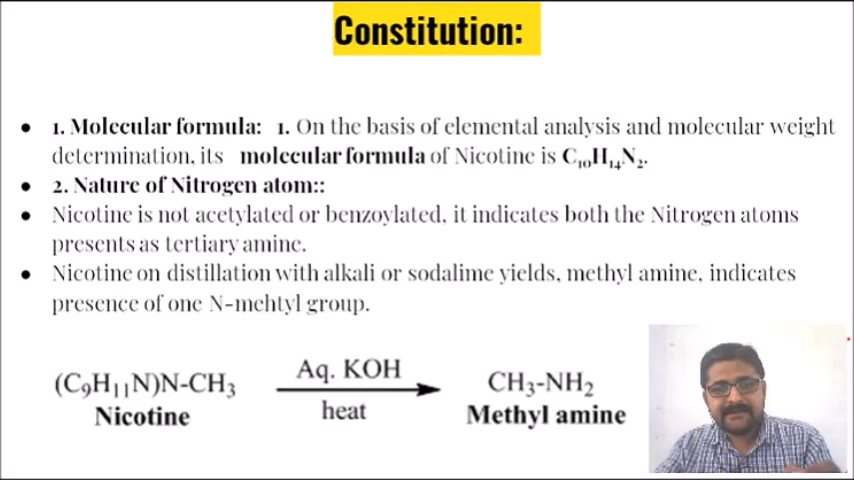 Constitution:
• 1. Molecular formula: 1. On the basis of elemental analysis and molecular weight
determination, its molecular formula of Nicotine is C₁₀H₁₄N₂.
• 2. Nature of Nitrogen atom::
• Nicotine is not acetylated or benzoylated, it indicates both the Nitrogen atoms
presents as tertiary amine.
• Nicotine on distillation with alkali or sodalime yields, methyl amine, indicates
presence of one N-mehtyl group.
(C₉H₁₁N)N-CH₃ Aq. KOH CH₃-NH₂
Nicotine heat Methyl amine